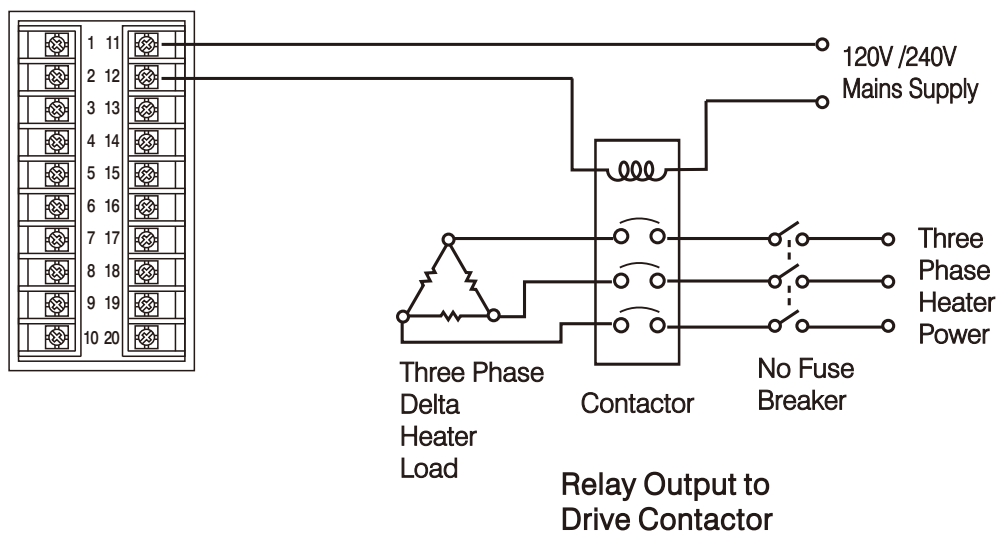 1 11
2 12
3 13
4 14
5 15
6 16
7 17
8 18
9 19
10 20
120V /240V
Mains Supply
Three
Phase
Heater
Power
No Fuse
Breaker
Contactor
Three Phase
Delta
Heater
Load
Relay Output to
Drive Contactor